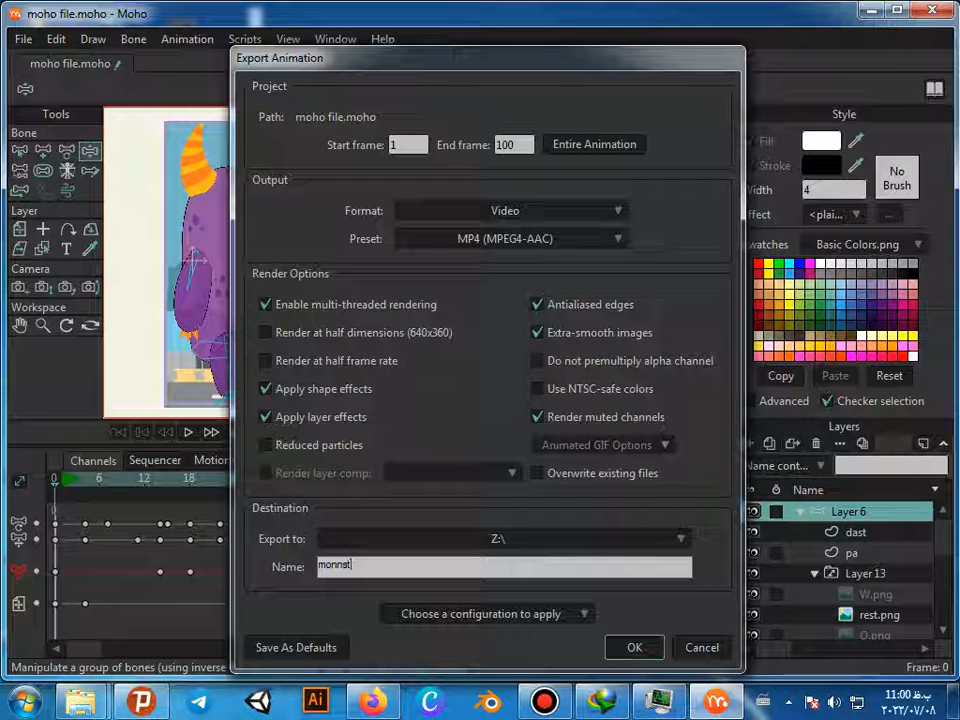 moho file.moho - Moho
File Edit Draw Bone Animation Scripts View Window Help
moho file.moho
Export Animation
Tools
Bone
Layer
Camera
Workspace
Project
Path: moho file.moho
Start frame: 1 End frame: 100 Entire Animation
Output
Format: Video
Preset: MP4 (MPEG4-AAC)
Render Options
Enable multi-threaded rendering
Antialiased edges
Render at half dimensions (640x360)
Extra-smooth images
Render at half frame rate
Do not premultiply alpha channel
Apply shape effects
Use NTSC-safe colors
Apply layer effects
Render muted channels
Reduced particles
Animated GIF Options
Render layer comp:
Overwrite existing files
Destination
Export to: Z:\
Name: monnst
Choose a configuration to apply
Save As Defaults OK Cancel
Style
Fill
Stroke
No Brush
Width 4
ffect <plai... ...
watches Basic Colors.png
Copy Paste Reset
Advanced Checker selection
Layers
Name cont...
Name
Layer 6
dast
pa
Layer 13
W.png
rest.png
O.png
Channels Sequencer Motion
0 6 12 18
Manipulate a group of bones (using inverse
Frame: 0
11:00 ب.ظ
۲۰۲۲/۰۷/۰۸